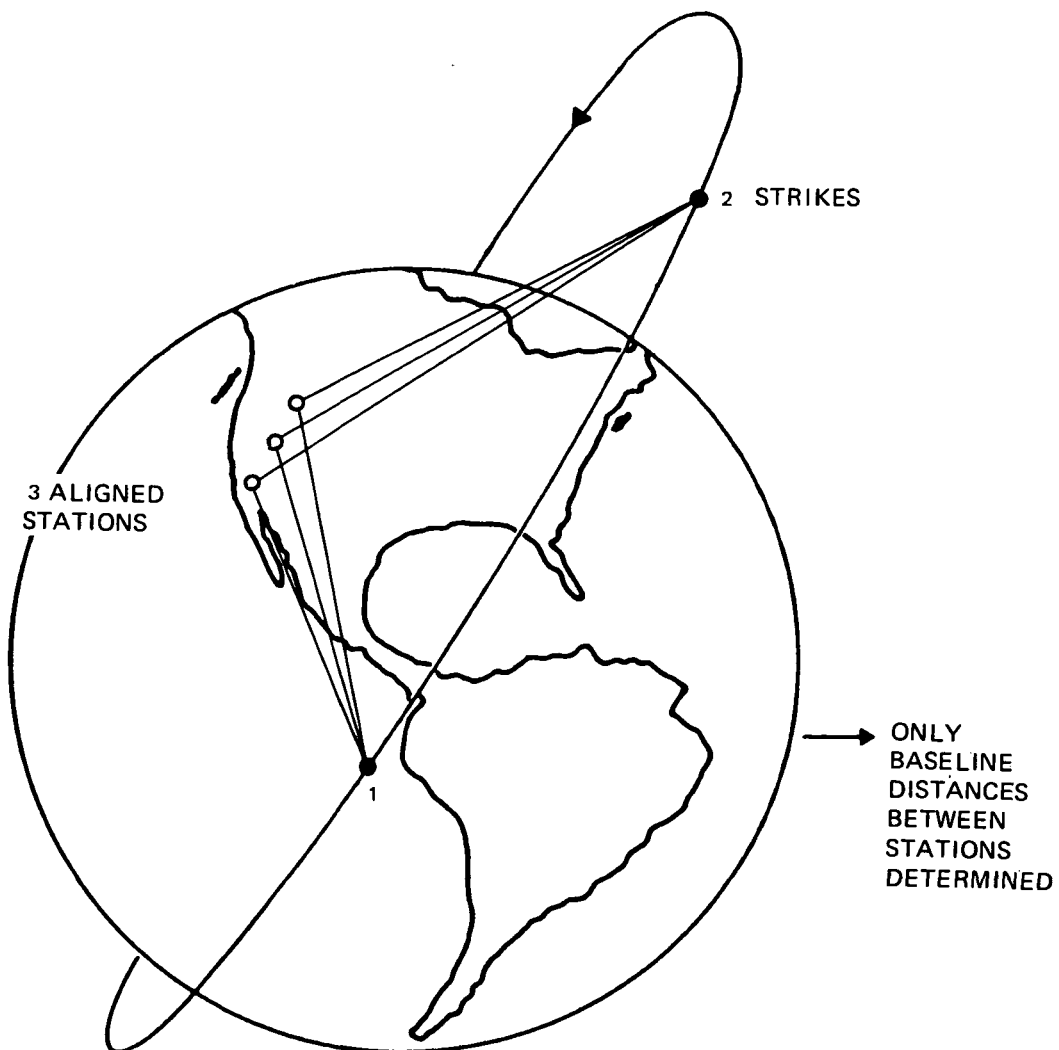 2 STRIKES
3 ALIGNED
STATIONS
ONLY
BASELINE
DISTANCES
BETWEEN
STATIONS
DETERMINED
1